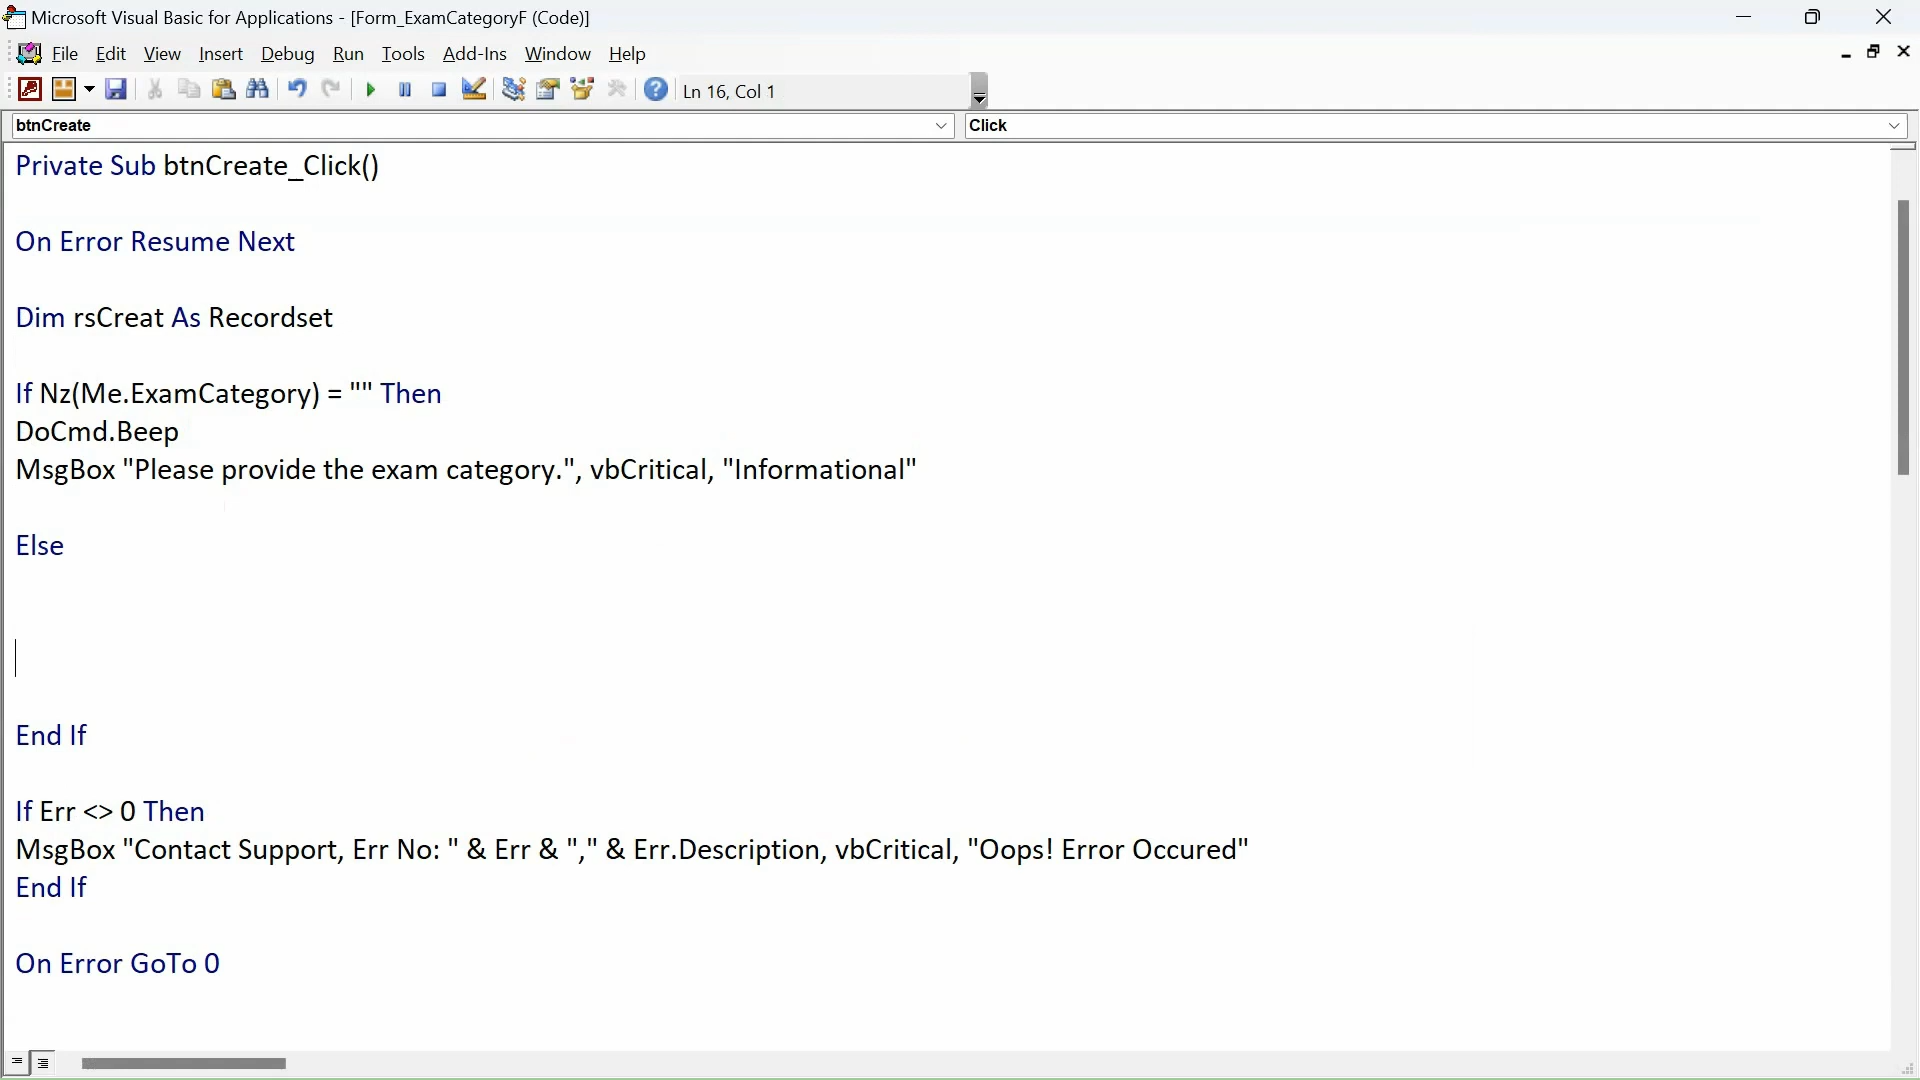 Microsoft Visual Basic for Applications - [Form_ExamCategoryF (Code)]
File Edit View Insert Debug Run Tools Add-Ins Window Help
Ln 16, Col 1
btnCreate
Click
Private Sub btnCreate_Click()
On Error Resume Next
Dim rsCreat As Recordset
If Nz(Me.ExamCategory) = "" Then
DoCmd.Beep
MsgBox "Please provide the exam category.", vbCritical, "Informational"
Else
End If
If Err <> 0 Then
MsgBox "Contact Support, Err No: " & Err & "," & Err.Description, vbCritical, "Oops! Error Occured"
End If
On Error GoTo 0